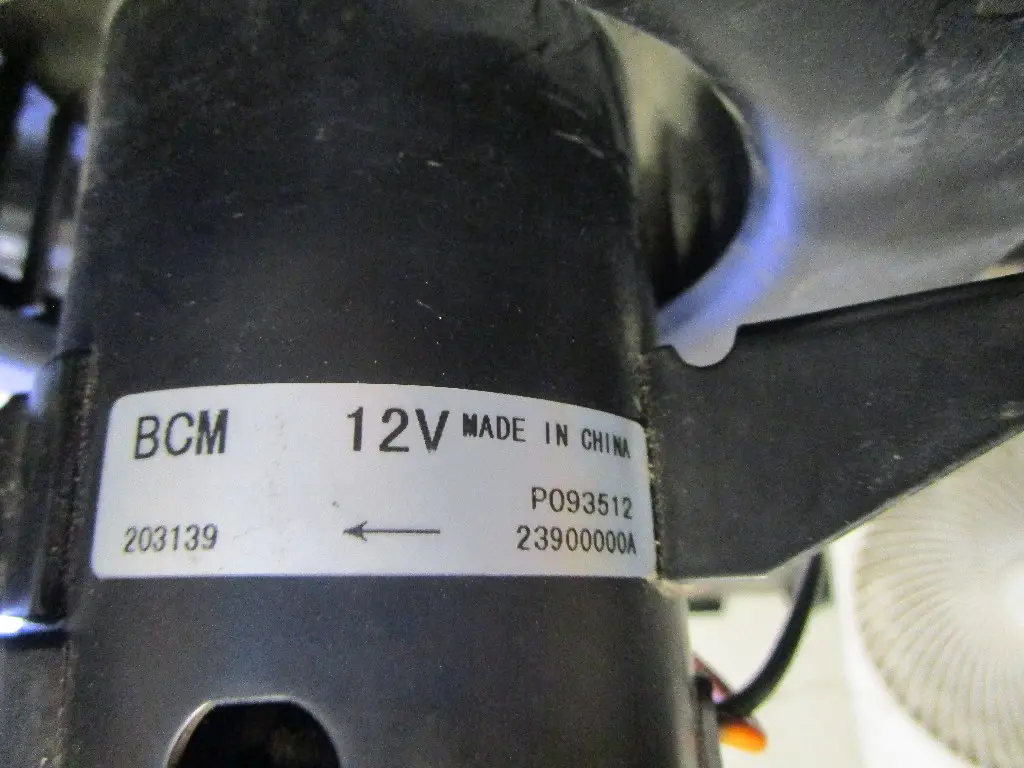 BCM 12V MADE IN CHINA
P093512
203139 ← 23900000A